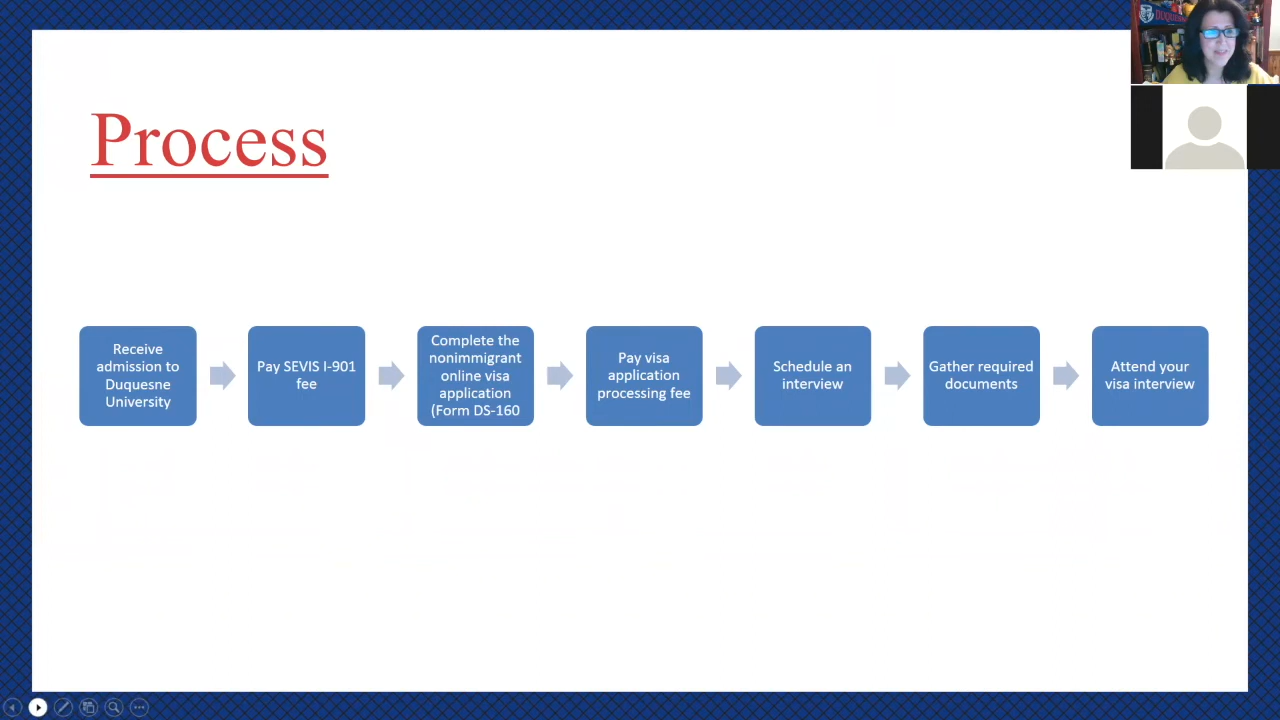 DUQUES
Process
Receive
admission to
Duquesne
University
Pay SEVIS I-901
fee
Complete the
nonimmigrant
online visa
application
(Form DS-160
Pay visa
application
processing fee
Schedule an
interview
Gather required
documents
Attend your
visa interview